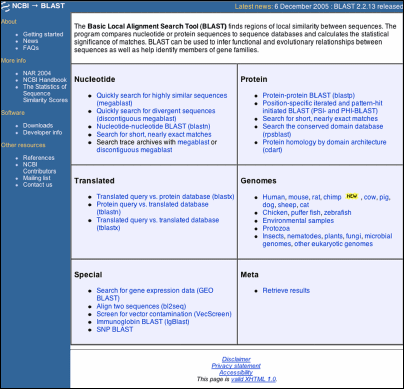 NCBI → BLAST
Latest news: 6 December 2005 : BLAST 2.2.13 released
About
Getting started
News
FAQs
More info
NAR 2004
NCBI Handbook
The Statistics of
Sequence
Similarity Scores
Software
Downloads
Developer info
Other resources
References
NCBI
Contributors
Mailing list
Contact us
The Basic Local Alignment Search Tool (BLAST) finds regions of local similarity between sequences. The
program compares nucleotide or protein sequences to sequence databases and calculates the statistical
significance of matches. BLAST can be used to infer functional and evolutionary relationships between
sequences as well as help identify members of gene families.
Nucleotide
Quickly search for highly similar sequences
(megablast)
Quickly search for divergent sequences
(discontiguous megablast)
Nucleotide-nucleotide BLAST (blastn)
Search for short, nearly exact matches
Search trace archives with megablast or
discontiguous megablast
Protein
Protein-protein BLAST (blastp)
Position-specific iterated and pattern-hit
initiated BLAST (PSI- and PHI-BLAST)
Search for short, nearly exact matches
Search the conserved domain database
(rpsblast)
Protein homology by domain architecture
(cdart)
Translated
Translated query vs. protein database (blastx)
Protein query vs. translated database
(tblastn)
Translated query vs. translated database
(tblastx)
Genomes
Human, mouse, rat, chimp NEW , cow, pig,
dog, sheep, cat
Chicken, puffer fish, zebrafish
Environmental samples
Protozoa
Insects, nematodes, plants, fungi, microbial
genomes, other eukaryotic genomes
Special
Search for gene expression data (GEO
BLAST)
Align two sequences (bl2seq)
Screen for vector contamination (VecScreen)
Immunoglobin BLAST (IgBlast)
SNP BLAST
Meta
Retrieve results
Disclaimer
Privacy statement
Accessibility
This page is valid XHTML 1.0.